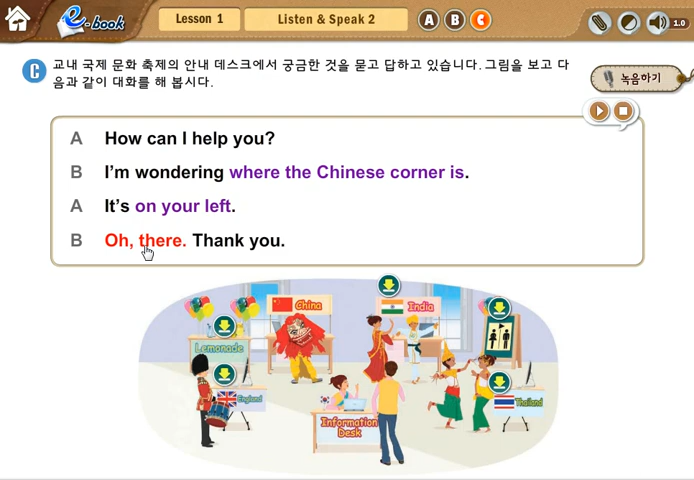 e-book
Lesson 1
Listen & Speak 2
A B C
1.0
C 교내 국제 문화 축제의 안내 데스크에서 궁금한 것을 묻고 답하고 있습니다. 그림을 보고 다
음과 같이 대화를 해 봅시다.
녹음하기
A How can I help you?
B I'm wondering where the Chinese corner is.
A It's on your left.
B Oh, there. Thank you.
China
India
Lemonade
England
Thailand
Information
Desk